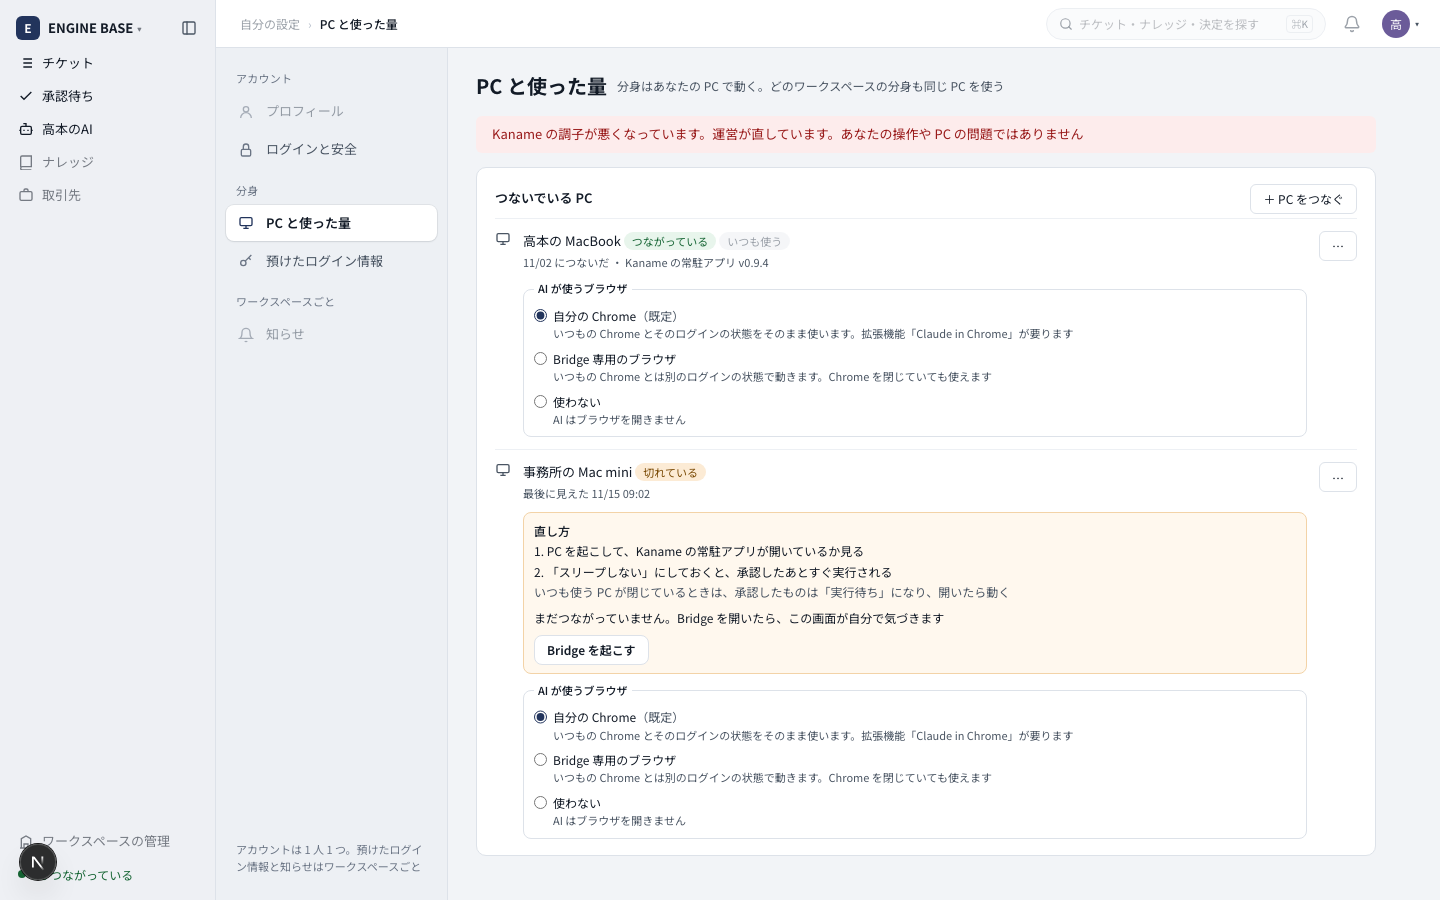 E ENGINE BASE
チケット
承認待ち
高本のAI
ナレッジ
取引先
ワークスペースの管理
つながっている
N
自分の設定 › PC と使った量
チケット・ナレッジ・決定を探す ⌘K
高
アカウント
プロフィール
ログインと安全
分身
PC と使った量
預けたログイン情報
ワークスペースごと
知らせ
アカウントは 1 人 1 つ。預けたログイ
ン情報と知らせはワークスペースごと
PC と使った量 分身はあなたの PC で動く。どのワークスペースの分身も同じ PC を使う
Kaname の調子が悪くなっています。運営が直しています。あなたの操作や PC の問題ではありません
つないでいる PC
＋ PC をつなぐ
高本の MacBook つながっている いつも使う
…
11/02 につないだ ・ Kaname の常駐アプリ v0.9.4
AI が使うブラウザ
自分の Chrome（既定）
いつもの Chrome とそのログインの状態をそのまま使います。拡張機能「Claude in Chrome」が要ります
Bridge 専用のブラウザ
いつもの Chrome とは別のログインの状態で動きます。Chrome を閉じていても使えます
使わない
AI はブラウザを開きません
事務所の Mac mini 切れている
…
最後に見えた 11/15 09:02
直し方
1. PC を起こして、Kaname の常駐アプリが開いているか見る
2. 「スリープしない」にしておくと、承認したあとすぐ実行される
いつも使う PC が閉じているときは、承認したものは「実行待ち」になり、開いたら動く
まだつながっていません。Bridge を開いたら、この画面が自分で気づきます
Bridge を起こす
AI が使うブラウザ
自分の Chrome（既定）
いつもの Chrome とそのログインの状態をそのまま使います。拡張機能「Claude in Chrome」が要ります
Bridge 専用のブラウザ
いつもの Chrome とは別のログインの状態で動きます。Chrome を閉じていても使えます
使わない
AI はブラウザを開きません